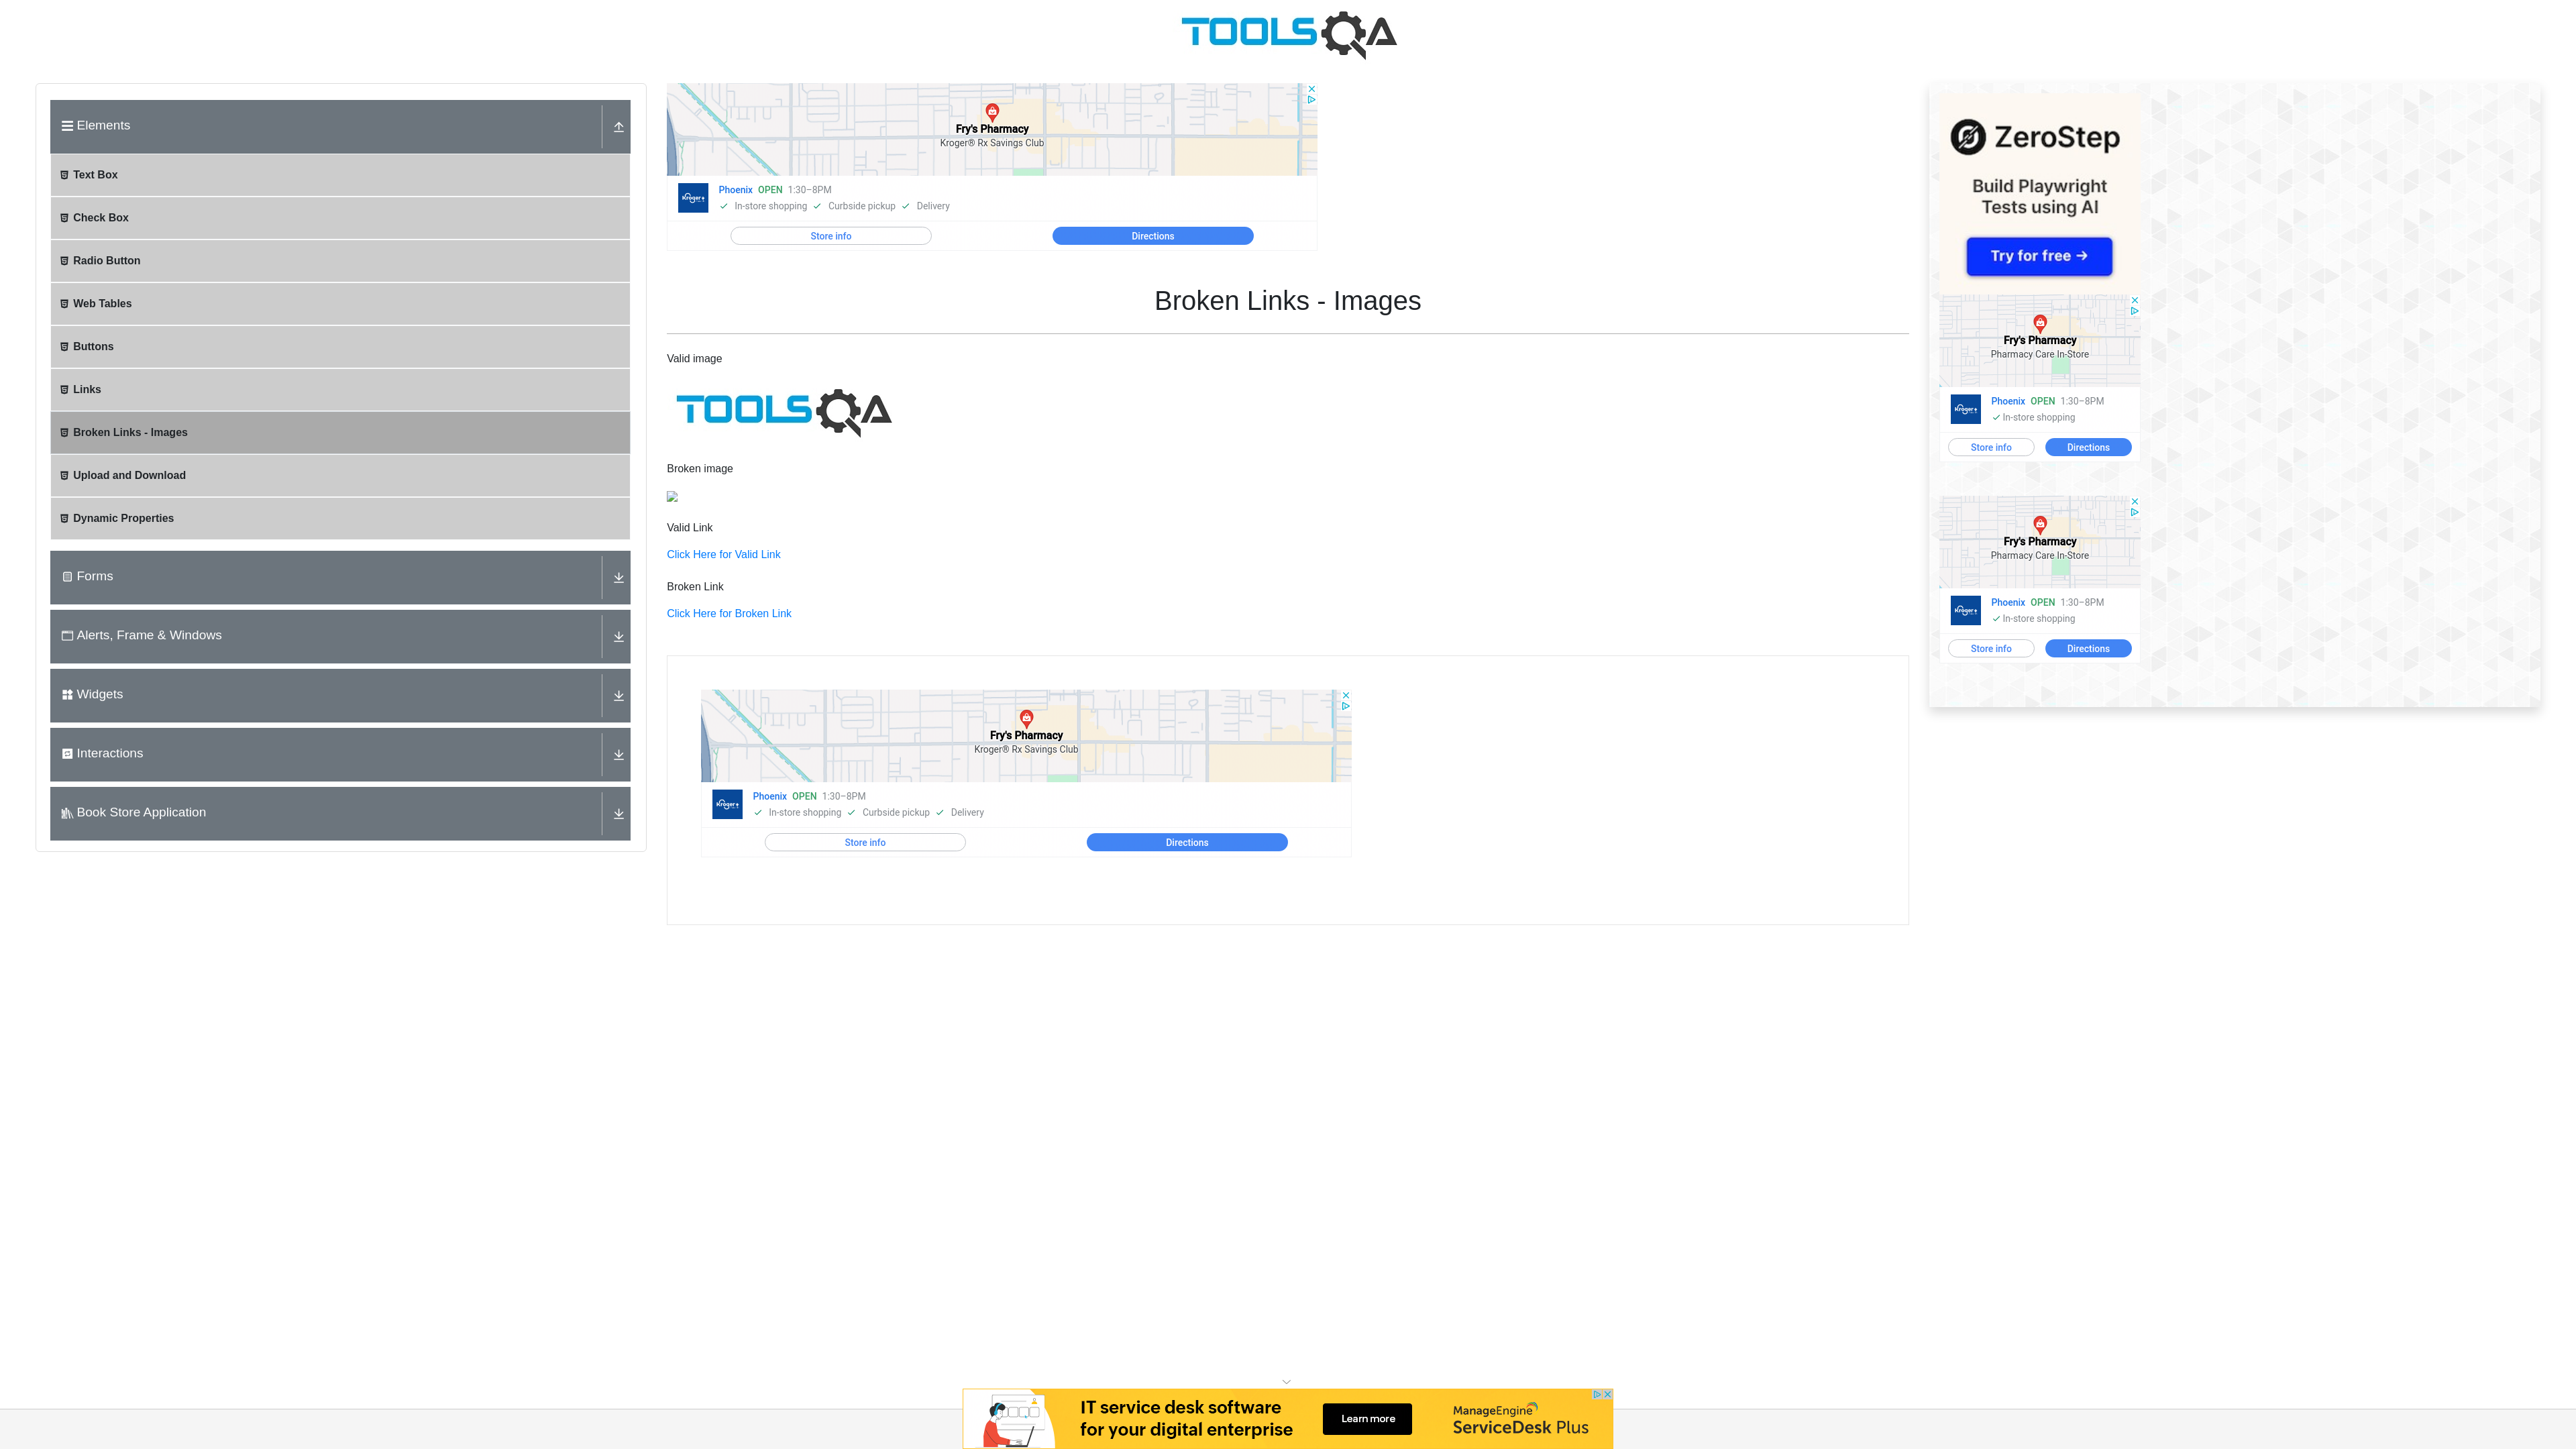 TOOLSQA
Elements
Text Box
Check Box
Radio Button
Web Tables
Buttons
Links
Broken Links - Images
Upload and Download
Dynamic Properties
Forms
Alerts, Frame & Windows
Widgets
Interactions
Book Store Application
Fry's Pharmacy
Kroger® Rx Savings Club
Kroger
Phoenix OPEN 1:30–8PM
In-store shopping Curbside pickup Delivery
Store info Directions
Broken Links - Images
Valid image
TOOLSQA
Broken image
Valid Link
Click Here for Valid Link
Broken Link
Click Here for Broken Link
Fry's Pharmacy
Kroger® Rx Savings Club
Kroger
Phoenix OPEN 1:30–8PM
In-store shopping Curbside pickup Delivery
Store info Directions
ZeroStep
Build Playwright
Tests using AI
Try for free →
Fry's Pharmacy
Pharmacy Care In-Store
Kroger
Phoenix OPEN 1:30–8PM
In-store shopping
Store info Directions
Fry's Pharmacy
Pharmacy Care In-Store
Kroger
Phoenix OPEN 1:30–8PM
In-store shopping
Store info Directions
IT service desk software
for your digital enterprise
Learn more
ManageEngine
ServiceDesk Plus